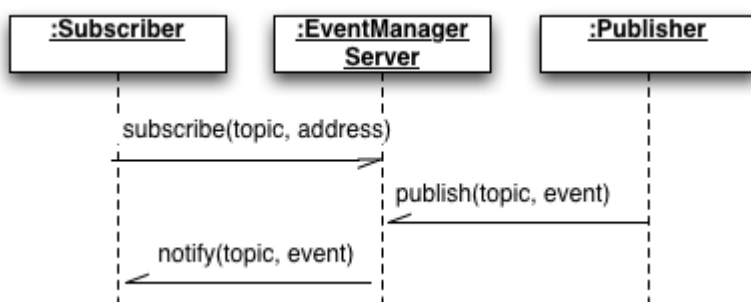 :Subscriber
:EventManager
Server
:Publisher
subscribe(topic, address)
publish(topic, event)
notify(topic, event)